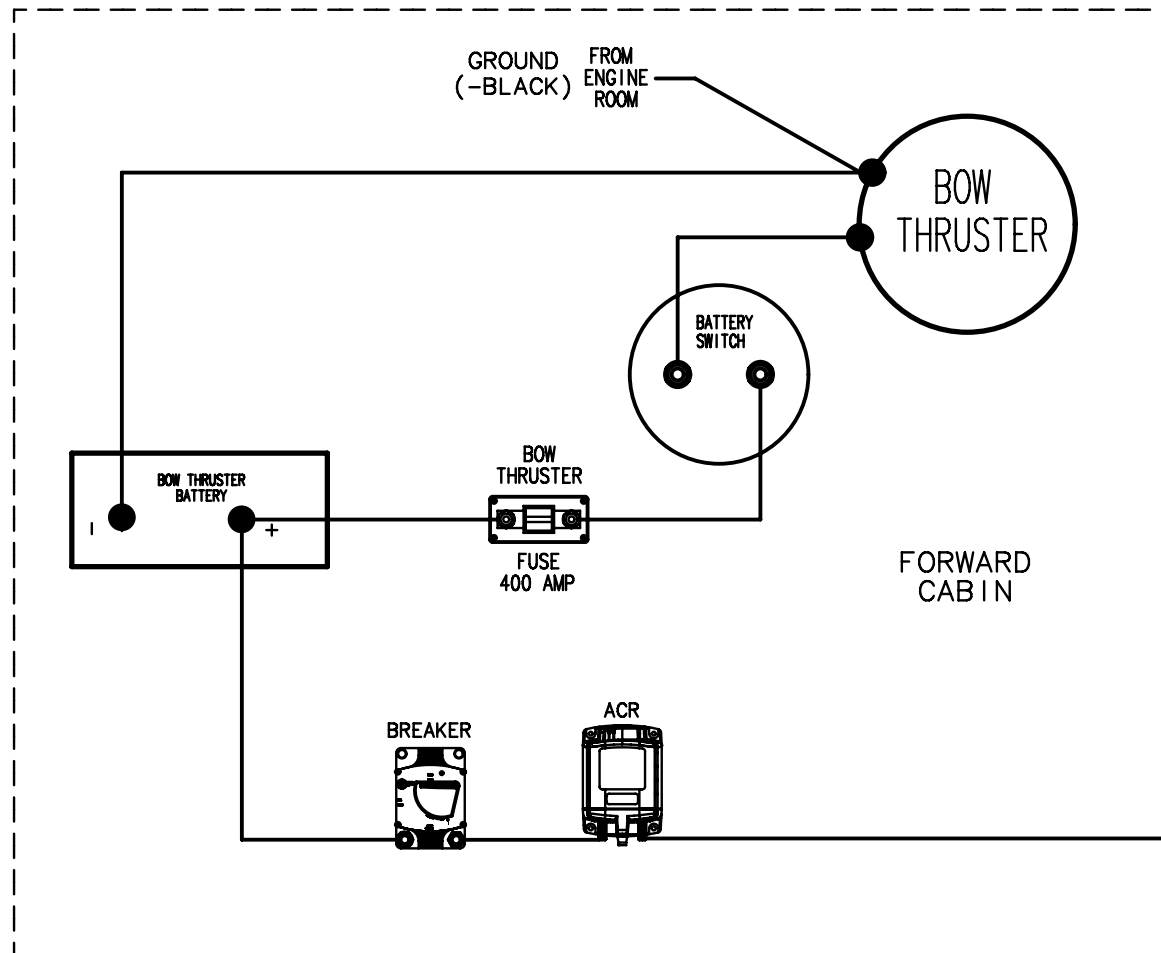 GROUND
(-BLACK)
FROM
ENGINE
ROOM
BOW
THRUSTER
BATTERY
SWITCH
BOW THRUSTER
BATTERY
-
+
BOW
THRUSTER
FUSE
400 AMP
FORWARD
CABIN
BREAKER
ACR